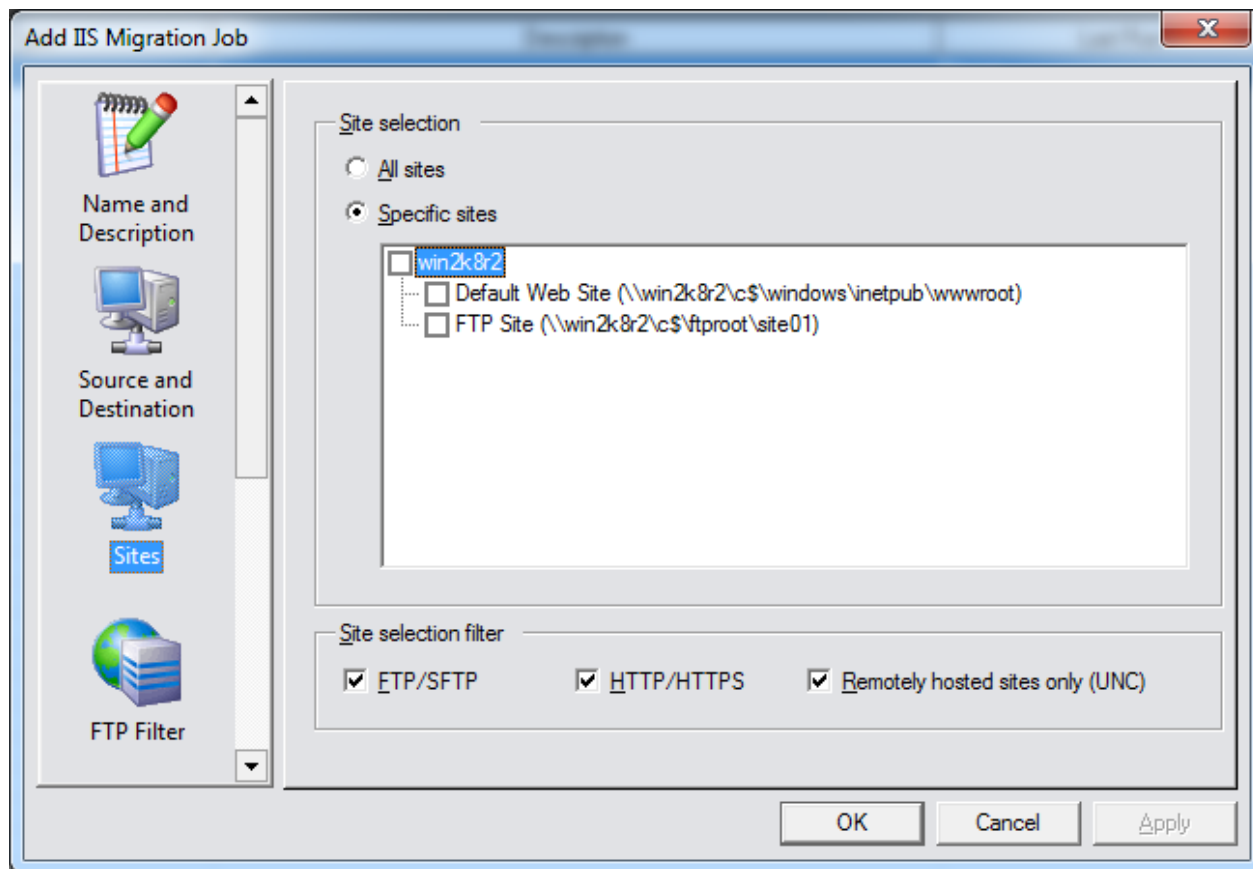 Add IIS Migration Job
Name and
Description
Source and
Destination
Sites
FTP Filter
Site selection
All sites
Specific sites
win2k8r2
Default Web Site (\\win2k8r2\c$\windows\inetpub\wwwroot)
FTP Site (\\win2k8r2\c$\ftproot\site01)
Site selection filter
FTP/SFTP
HTTP/HTTPS
Remotely hosted sites only (UNC)
OK
Cancel
Apply